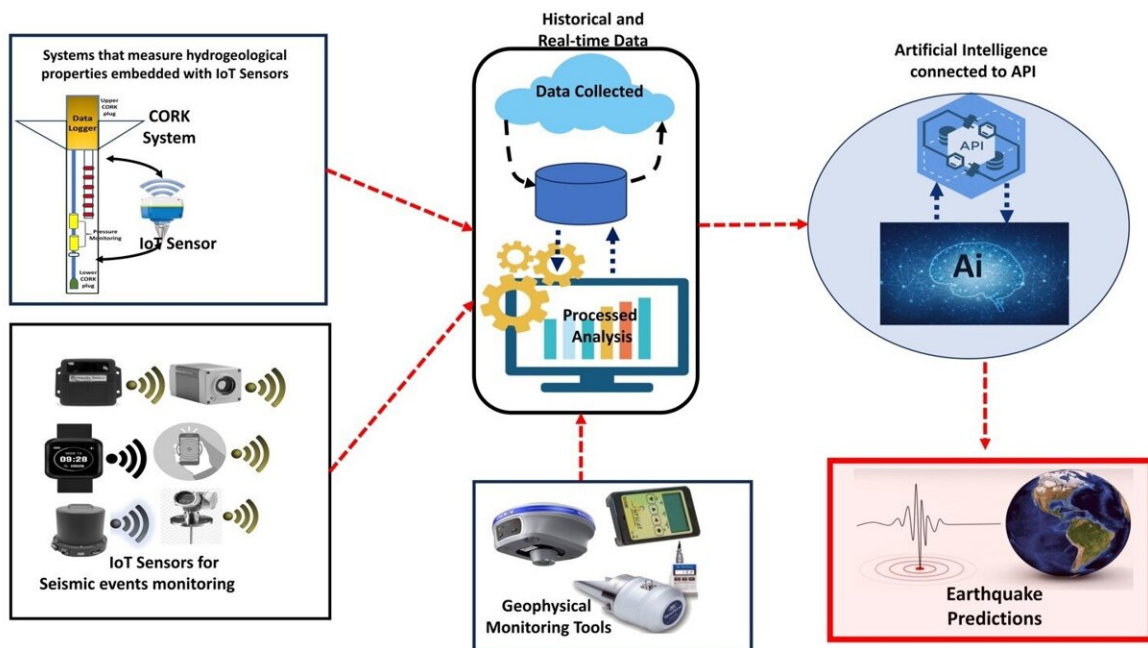 Systems that measure hydrogeological
properties embedded with IoT Sensors
Upper
CORK
plug
Data
Logger
CORK
System
Pressure
Monitoring
IoT Sensor
Lower
CORK
plug
09:28
IoT Sensors for
Seismic events monitoring
Historical and
Real-time Data
Data Collected
Processed
Analysis
Geophysical
Monitoring Tools
Artificial Intelligence
connected to API
API
Ai
Earthquake
Predictions